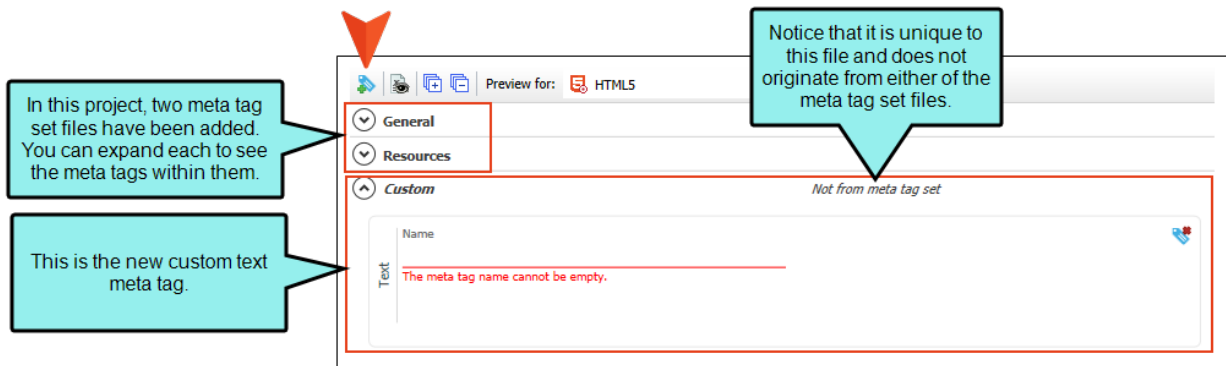 Notice that it is unique to
this file and does not
originate from either of the
meta tag set files.
In this project, two meta tag
set files have been added.
You can expand each to see
the meta tags within them.
Preview for: HTML5
General
Resources
Custom Not from meta tag set
This is the new custom text
meta tag.
Name
Text
The meta tag name cannot be empty.